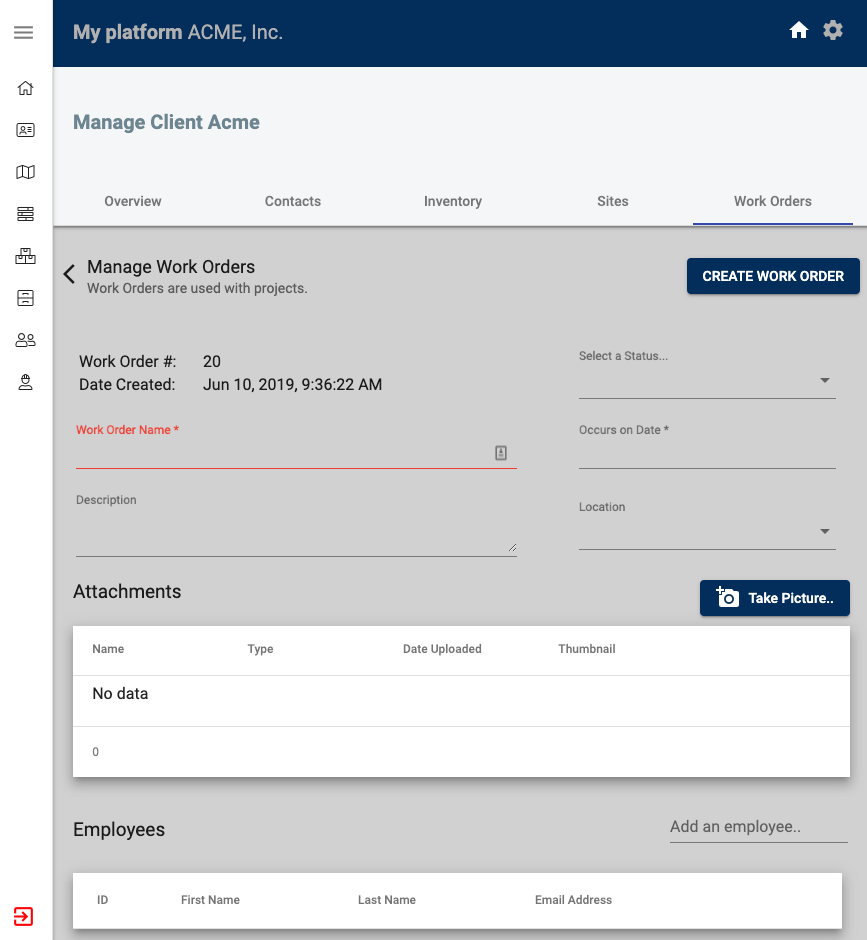 My platform ACME, Inc.
Manage Client Acme
Overview Contacts Inventory Sites Work Orders
Manage Work Orders
Work Orders are used with projects.
CREATE WORK ORDER
Work Order #: 20
Date Created: Jun 10, 2019, 9:36:22 AM
Select a Status...
Work Order Name *
Occurs on Date *
Description
Location
Attachments
Take Picture..
Name Type Date Uploaded Thumbnail
No data
0
Employees
Add an employee..
ID First Name Last Name Email Address